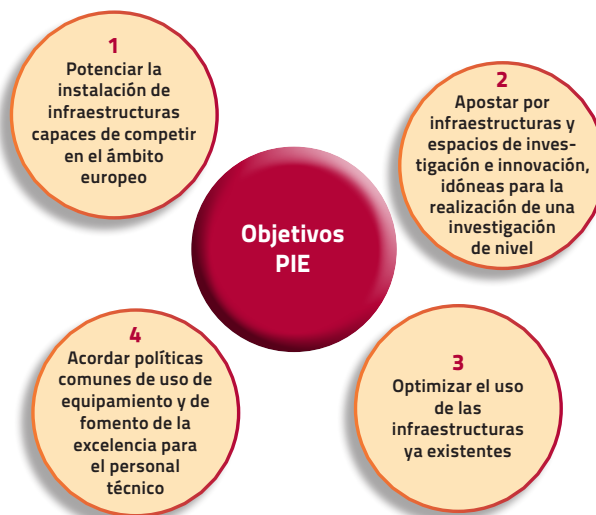 1
Potenciar la
instalación de
infraestructuras
capaces de competir
en el ámbito
europeo
2
Apostar por
infraestructuras y
espacios de inves-
tigación e innovación,
idóneas para la
realización de una
investigación
de nivel
Objetivos
PIE
4
Acordar políticas
comunes de uso de
equipamiento y de
fomento de la
excelencia para
el personal
técnico
3
Optimizar el uso
de las
infraestructuras
ya existentes